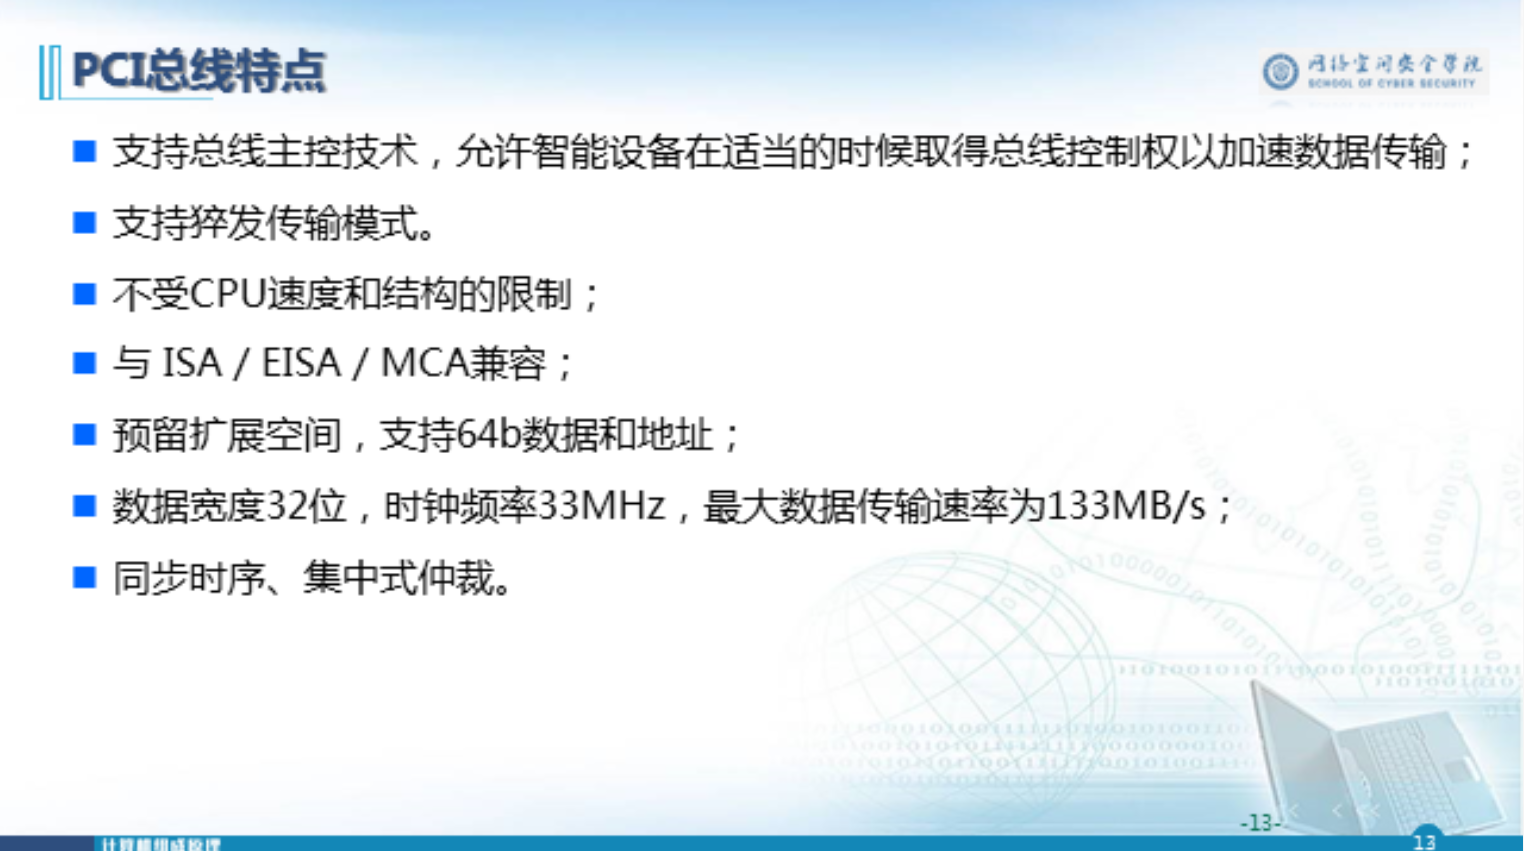 PCI总线特点
网络空间安全学院
SCHOOL OF CYBER SECURITY
支持总线主控技术，允许智能设备在适当的时候取得总线控制权以加速数据传输；
支持猝发传输模式。
不受CPU速度和结构的限制；
与 ISA / EISA / MCA兼容；
预留扩展空间，支持64b数据和地址；
数据宽度32位，时钟频率33MHz，最大数据传输速率为133MB/s；
同步时序、集中式仲裁。
-13-
计算机组成原理
13